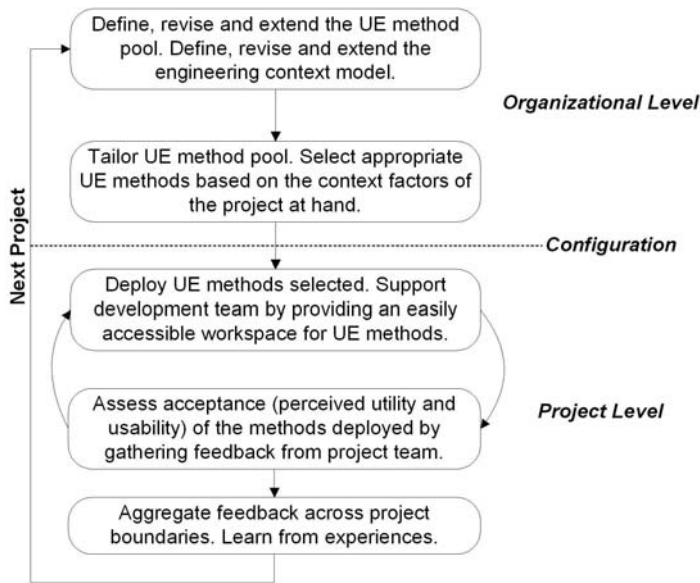 Define, revise and extend the UE method
pool. Define, revise and extend the
engineering context model.
Organizational Level
Tailor UE method pool. Select appropriate
UE methods based on the context factors of
the project at hand.
Next Project
Configuration
Deploy UE methods selected. Support
development team by providing an easily
accessible workspace for UE methods.
Assess acceptance (perceived utility and
usability) of the methods deployed by
gathering feedback from project team.
Project Level
Aggregate feedback across project
boundaries. Learn from experiences.